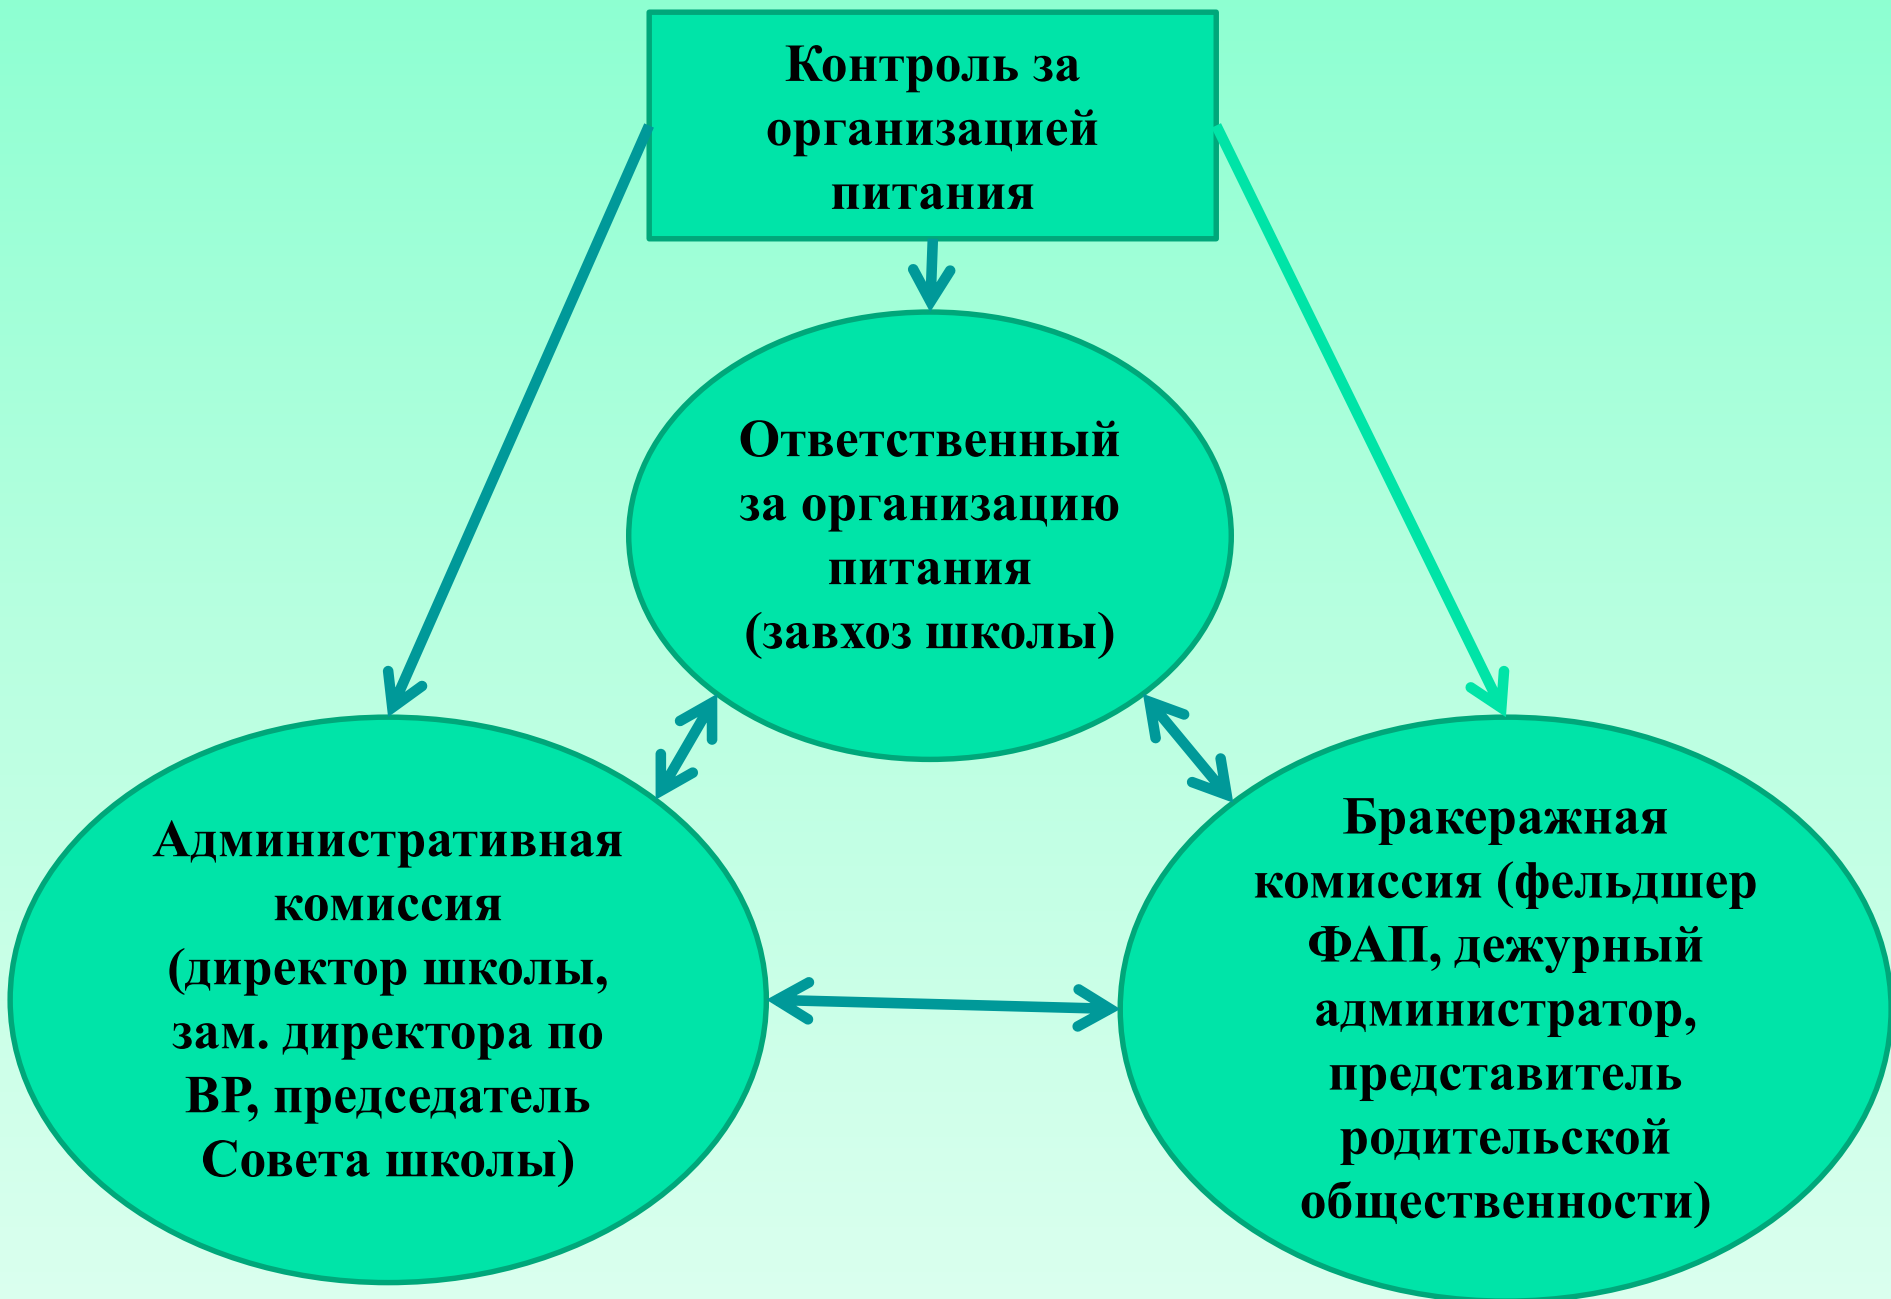 Контроль за
организацией
питания
Ответственный
за организацию
питания
(завхоз школы)
Административная
комиссия
(директор школы,
зам. директора по
ВР, председатель
Совета школы)
Бракеражная
комиссия (фельдшер
ФАП, дежурный
администратор,
представитель
родительской
общественности)